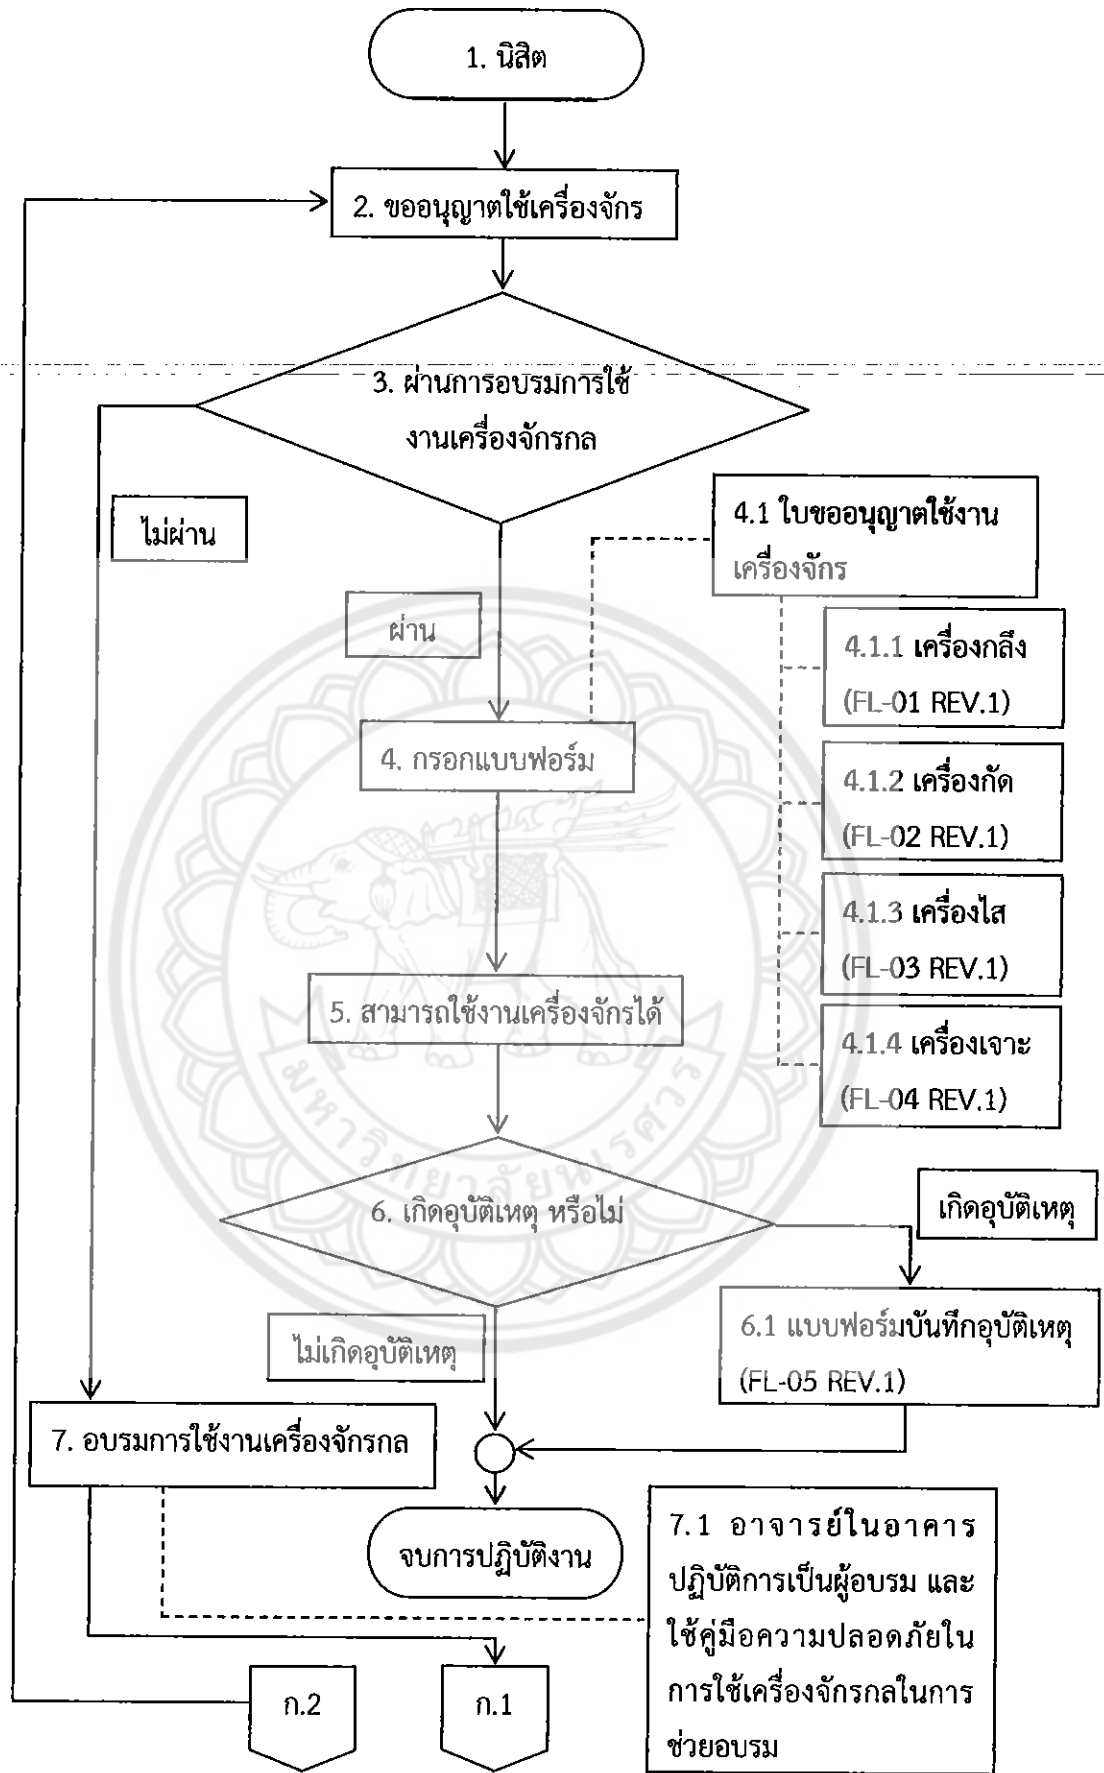 1. นิสิต
2. ขออนุญาตใช้เครื่องจักร
3. ผ่านการอบรมการใช้
งานเครื่องจักรกล
ไม่ผ่าน
ผ่าน
4. กรอกแบบฟอร์ม
4.1 ใบขออนุญาตใช้งาน
เครื่องจักร
4.1.1 เครื่องกลึง
(FL-01 REV.1)
4.1.2 เครื่องกัด
(FL-02 REV.1)
4.1.3 เครื่องไส
(FL-03 REV.1)
4.1.4 เครื่องเจาะ
(FL-04 REV.1)
5. สามารถใช้งานเครื่องจักรได้
มหาวิทยาลัยนเรศวร
6. เกิดอุบัติเหตุ หรือไม่
เกิดอุบัติเหตุ
ไม่เกิดอุบัติเหตุ
6.1 แบบฟอร์มบันทึกอุบัติเหตุ
(FL-05 REV.1)
7. อบรมการใช้งานเครื่องจักรกล
จบการปฏิบัติงาน
7.1 อาจารย์ในอาคาร
ปฏิบัติการเป็นผู้อบรม และ
ใช้คู่มือความปลอดภัยใน
การใช้เครื่องจักรกลในการ
ช่วยอบรม
ก.2
ก.1